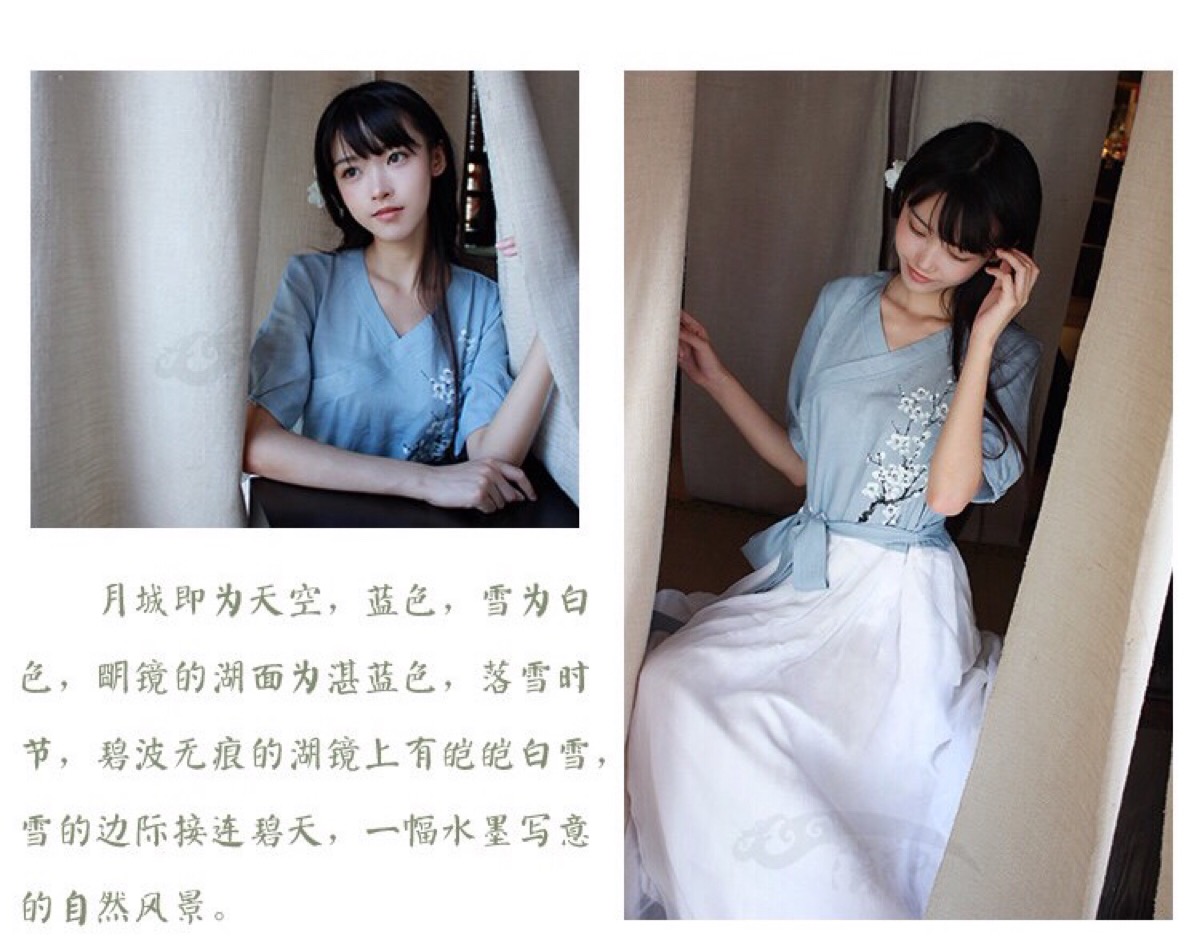 月城即为天空，蓝色，雪为白
色，明镜的湖面为湛蓝色，落雪时
节，碧波无痕的湖镜上有皑皑白雪，
雪的边际接连碧天，一幅水墨写意
的自然风景。